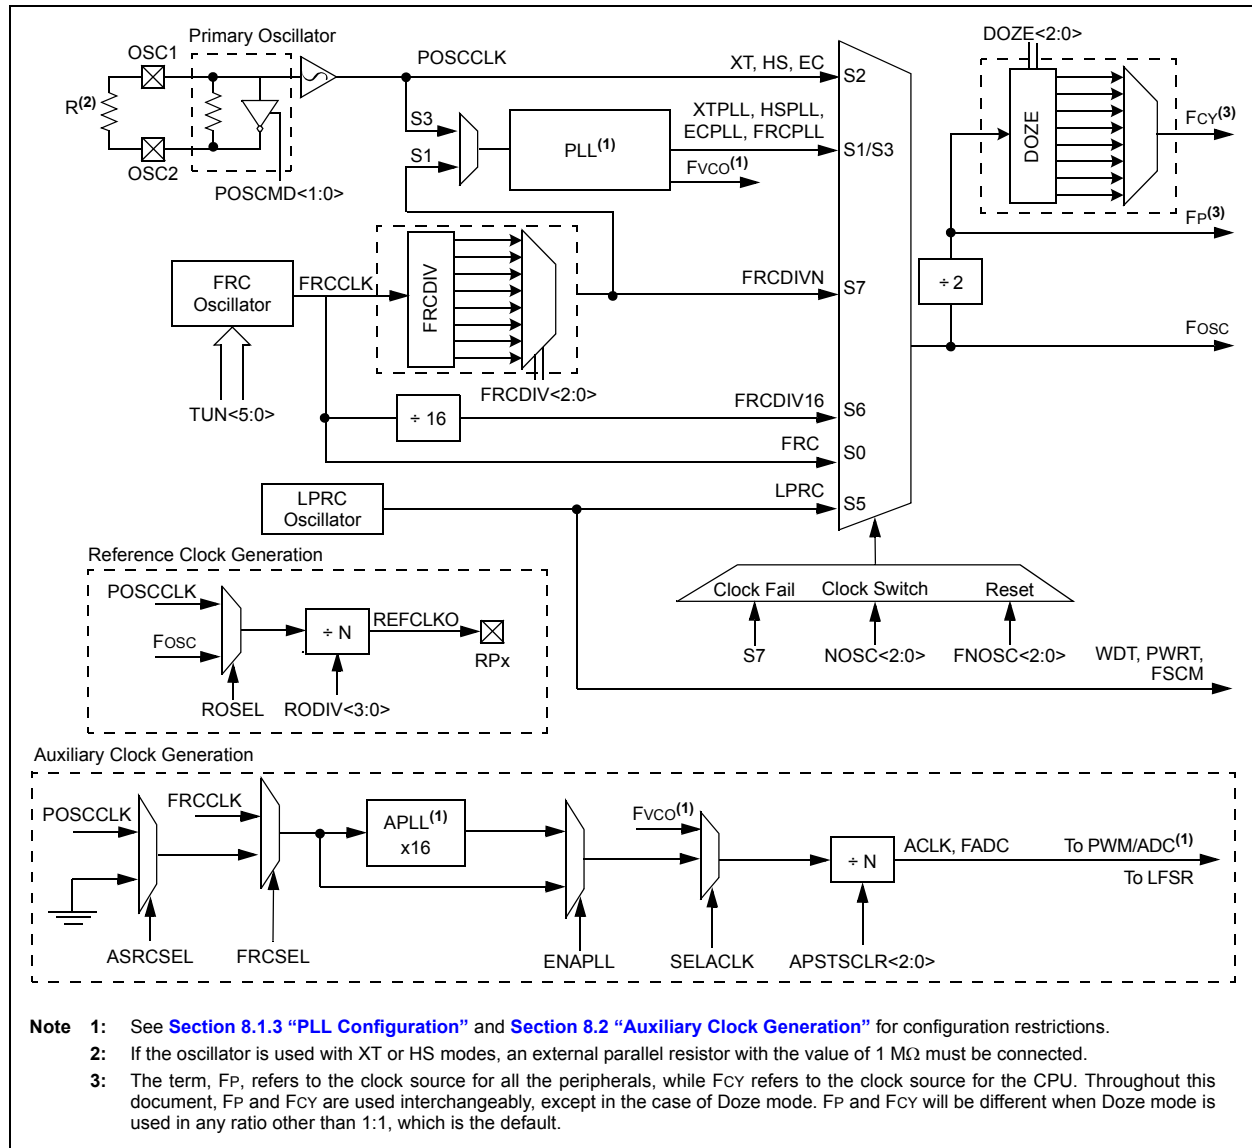 Primary Oscillator
OSC1
R(2)
OSC2
POSCMD<1:0>
POSCCLK
S3
S1
PLL(1)
XT, HS, EC
XTPLL, HSPLL,
ECPLL, FRCPLL
FVCO(1)
S2
S1/S3
DOZE<2:0>
DOZE
FCY(3)
FP(3)
÷ 2
FOSC
FRC
Oscillator
TUN<5:0>
FRCCLK
FRCDIV
FRCDIV<2:0>
FRCDIVN
S7
÷ 16
FRCDIV16
S6
FRC
S0
LPRC
Oscillator
LPRC
S5
Clock Fail
Clock Switch
Reset
S7
NOSC<2:0>
FNOSC<2:0>
WDT, PWRT,
FSCM
Reference Clock Generation
POSCCLK
FOSC
÷ N
REFCLKO
RPx
ROSEL
RODIV<3:0>
Auxiliary Clock Generation
POSCCLK
FRCCLK
APLL(1)
x16
FVCO(1)
÷ N
ACLK, FADC
To PWM/ADC(1)
To LFSR
ASRCSEL
FRCSEL
ENAPLL
SELACLK
APSTSCLR<2:0>
Note 1: See Section 8.1.3 “PLL Configuration” and Section 8.2 “Auxiliary Clock Generation” for configuration restrictions.
2: If the oscillator is used with XT or HS modes, an external parallel resistor with the value of 1 MΩ must be connected.
3: The term, FP, refers to the clock source for all the peripherals, while FCY refers to the clock source for the CPU. Throughout this
document, FP and FCY are used interchangeably, except in the case of Doze mode. FP and FCY will be different when Doze mode is
used in any ratio other than 1:1, which is the default.